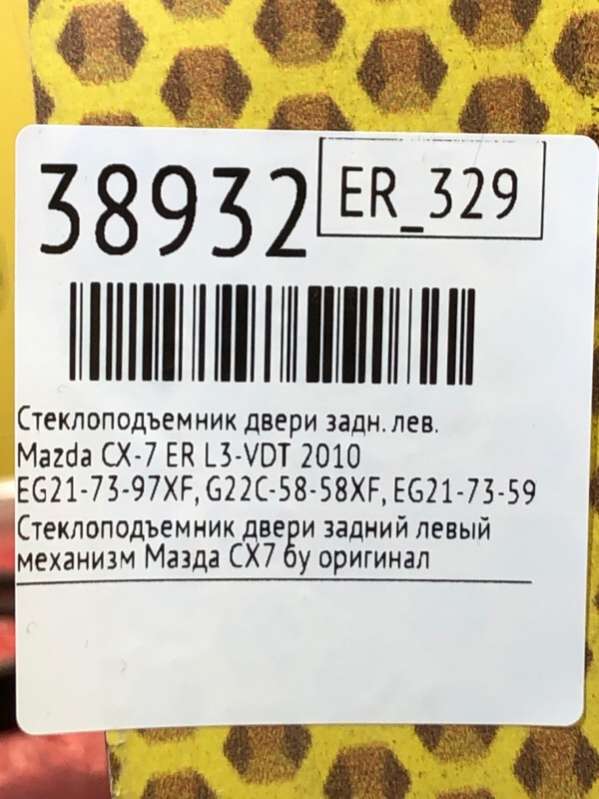 38932
ER_329
Стеклоподъемник двери задн. лев.
Mazda CX-7 ER L3-VDT 2010
EG21-73-97XF, G22C-58-58XF, EG21-73-59
Стеклоподъемник двери задний левый
механизм Мазда СХ7 бу оригинал